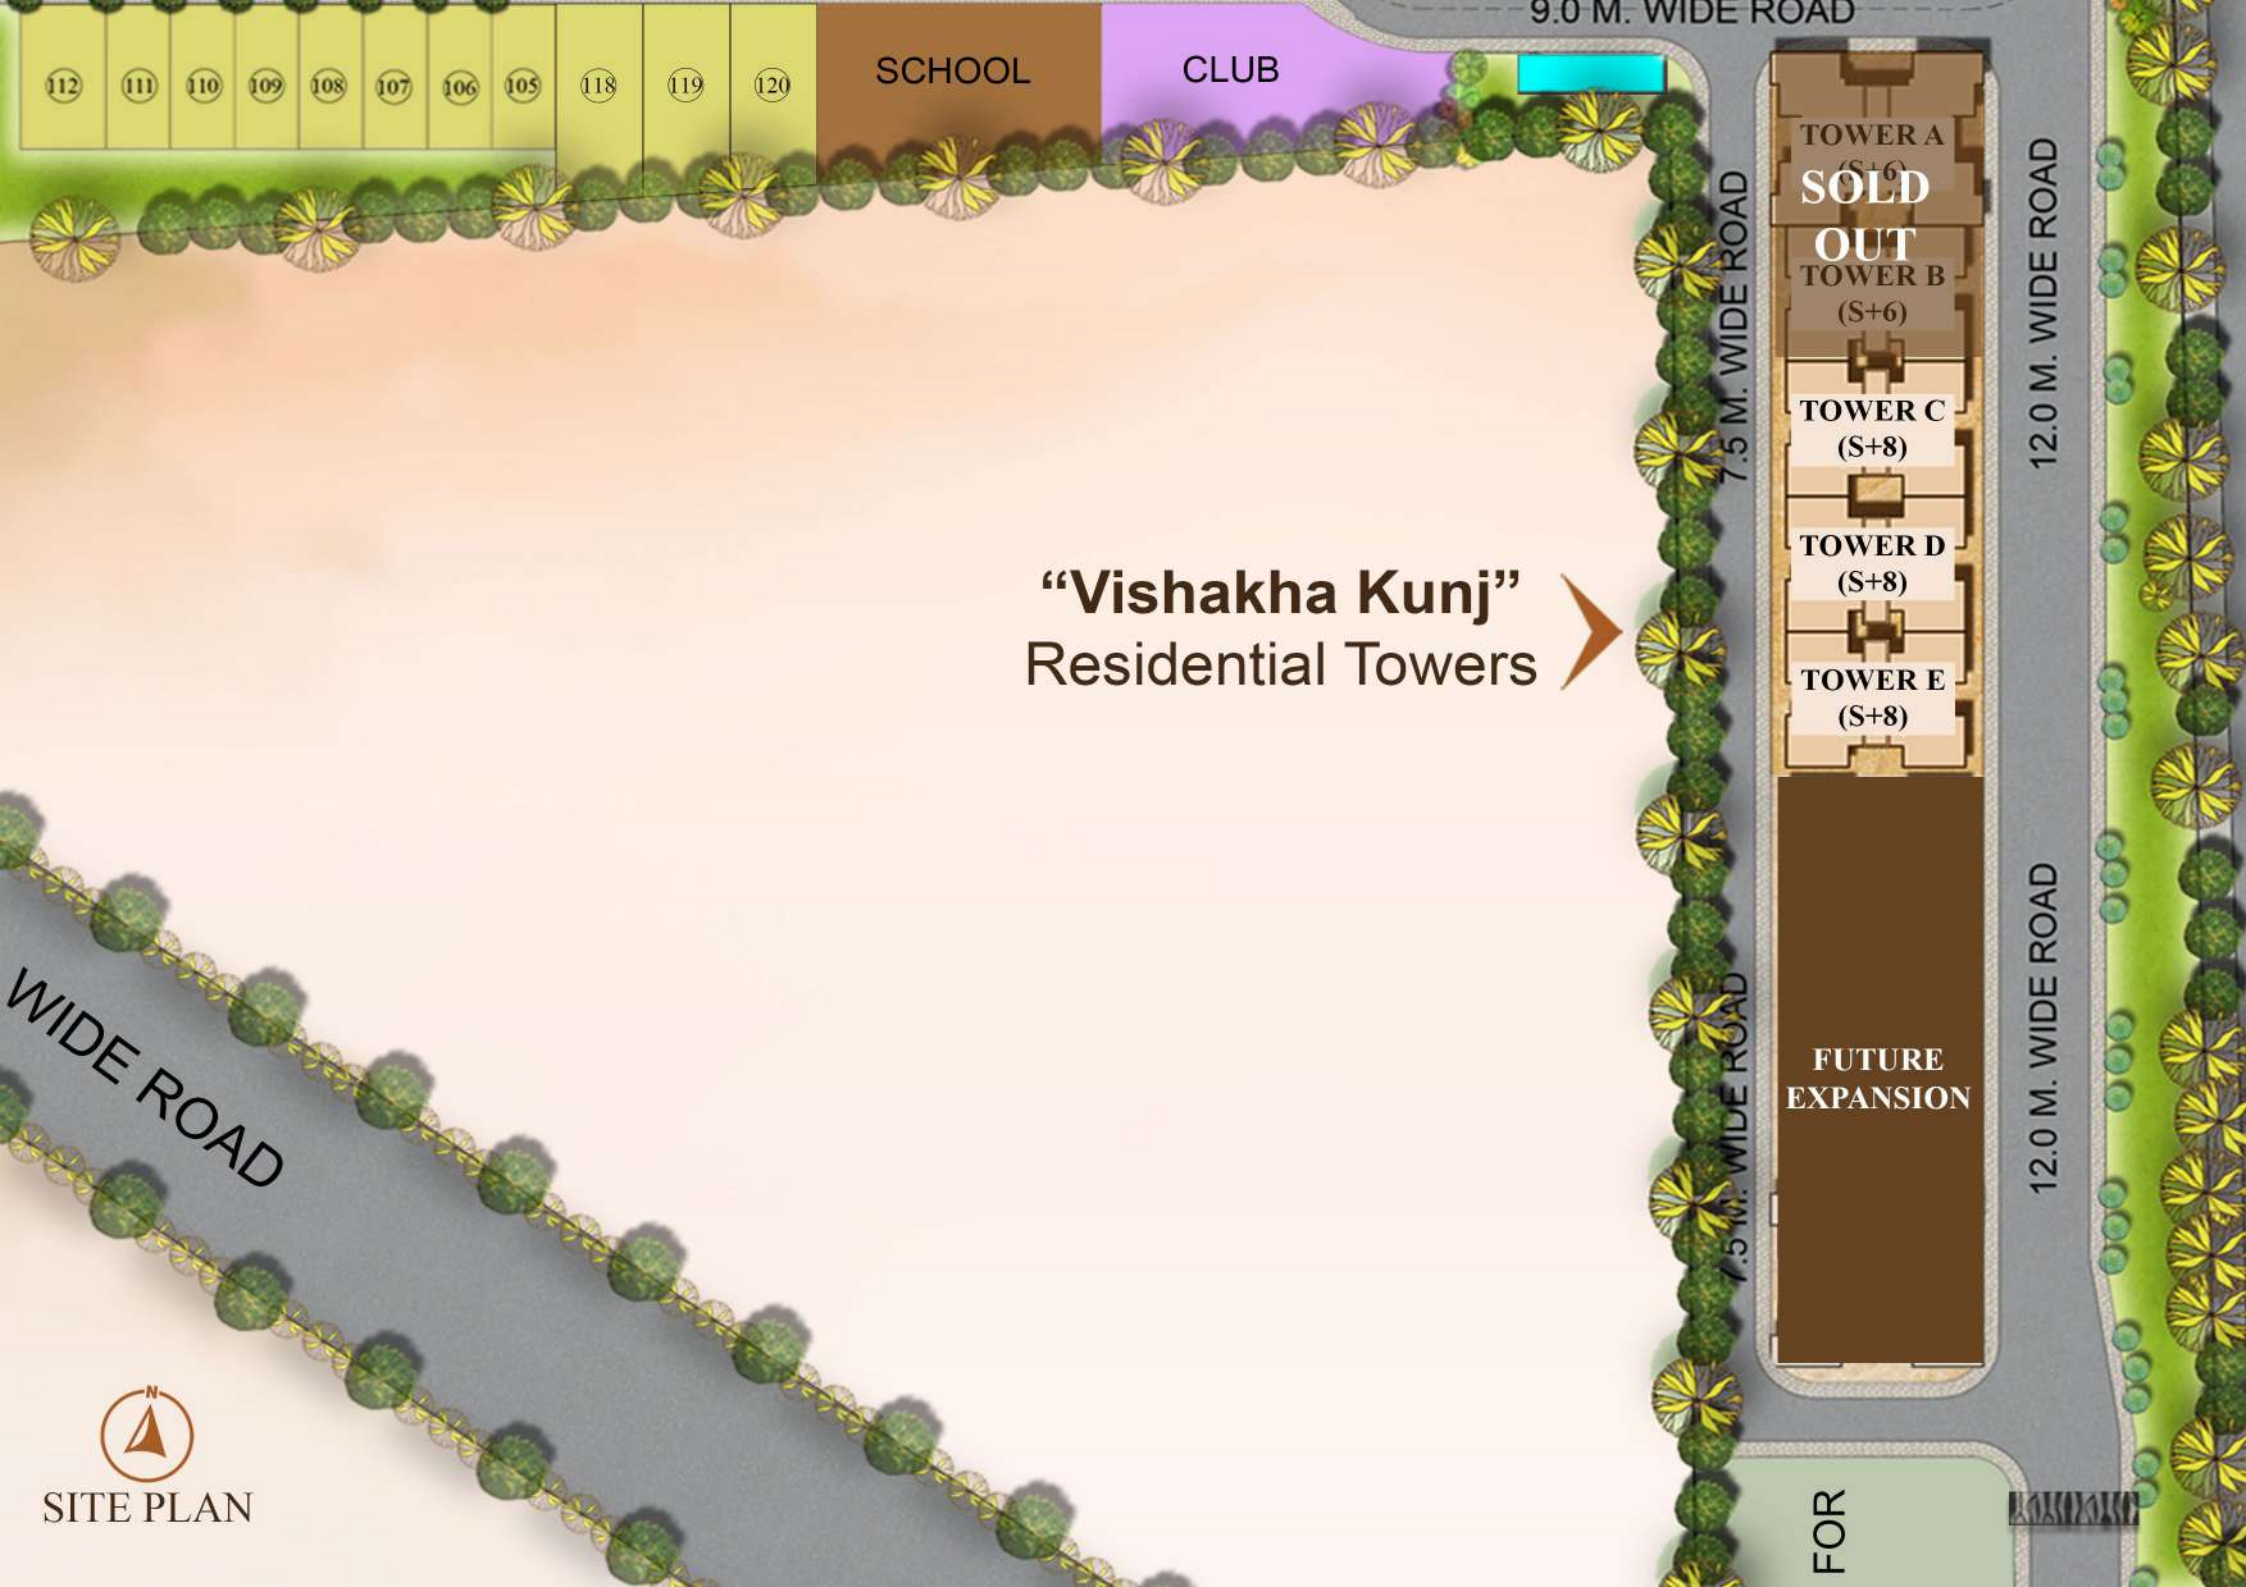 9.0 M. WIDE ROAD
112
111
110
109
108
107
106
105
118
119
120
SCHOOL
CLUB
TOWER A
(S+6)
SOLD
OUT
TOWER B
(S+6)
7.5 M. WIDE ROAD
12.0 M. WIDE ROAD
TOWER C
(S+8)
TOWER D
(S+8)
“Vishakha Kunj”
Residential Towers
TOWER E
(S+8)
FUTURE
EXPANSION
7.5 M. WIDE ROAD
12.0 M. WIDE ROAD
WIDE ROAD
N
SITE PLAN
FOR